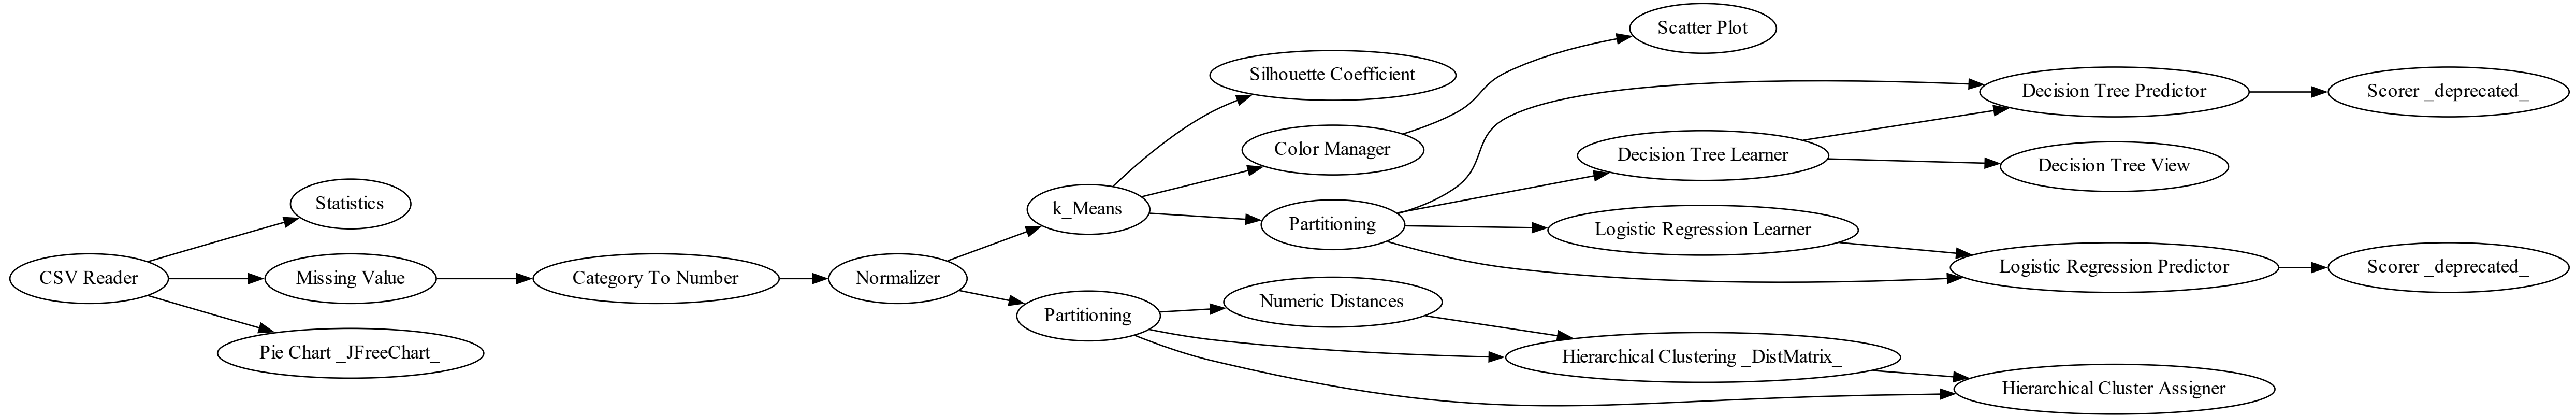 CSV Reader
Statistics
Missing Value
Pie Chart _JFreeChart_
Category To Number
Normalizer
k_Means
Partitioning
Silhouette Coefficient
Color Manager
Partitioning
Numeric Distances
Scatter Plot
Decision Tree Learner
Logistic Regression Learner
Hierarchical Clustering _DistMatrix_
Decision Tree Predictor
Decision Tree View
Logistic Regression Predictor
Hierarchical Cluster Assigner
Scorer _deprecated_
Scorer _deprecated_